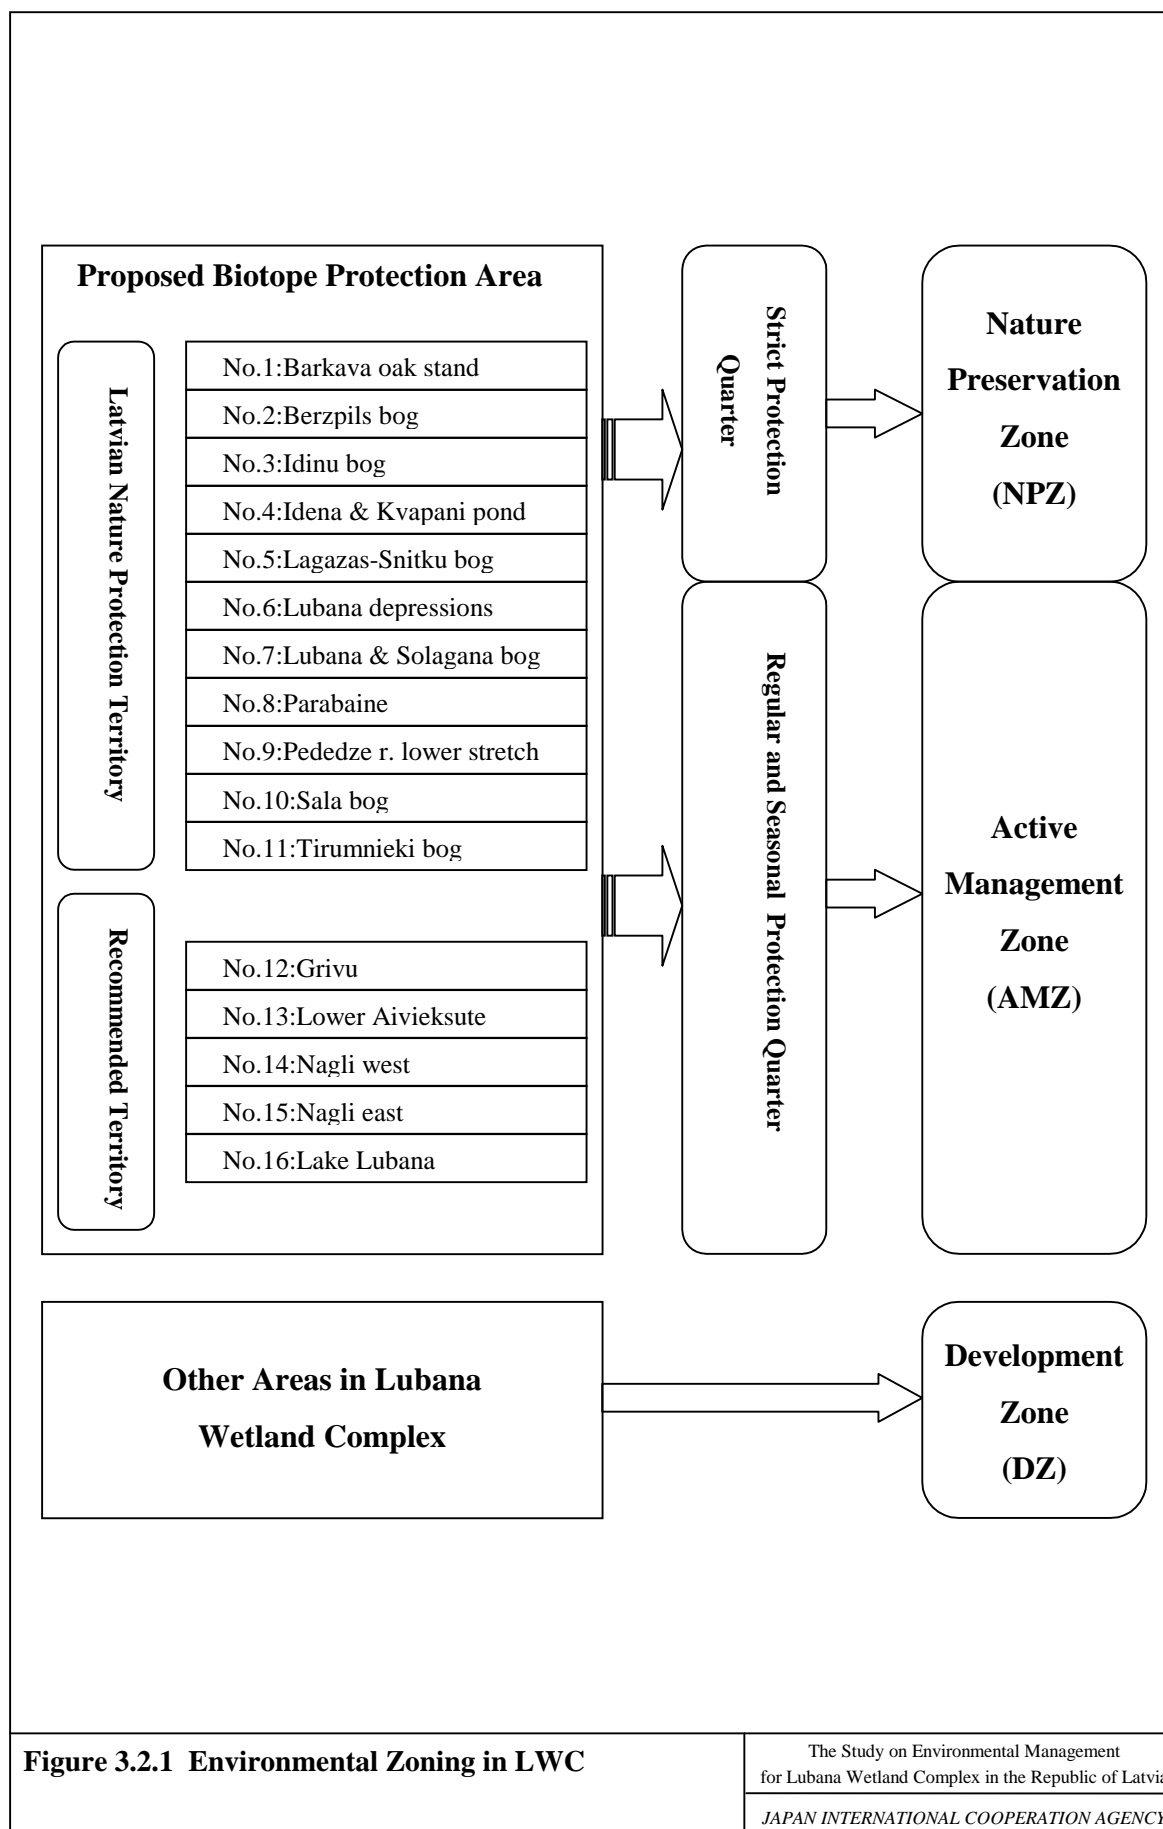 Proposed Biotope Protection Area
Latvian Nature Protection Territory
No.1:Barkava oak stand
No.2:Berzpils bog
No.3:Idinu bog
No.4:Idena & Kvapani pond
No.5:Lagazas-Snitku bog
No.6:Lubana depressions
No.7:Lubana & Solagana bog
No.8:Parabaine
No.9:Pededze r. lower stretch
No.10:Sala bog
No.11:Tirumnieki bog
Recommended Territory
No.12:Grivu
No.13:Lower Aivieksute
No.14:Nagli west
No.15:Nagli east
No.16:Lake Lubana
Strict Protection
Quarter
Regular and Seasonal Protection Quarter
Nature
Preservation
Zone
(NPZ)
Active
Management
Zone
(AMZ)
Other Areas in Lubana
Wetland Complex
Development
Zone
(DZ)
Figure 3.2.1 Environmental Zoning in LWC
The Study on Environmental Management
for Lubana Wetland Complex in the Republic of Latvia
JAPAN INTERNATIONAL COOPERATION AGENCY